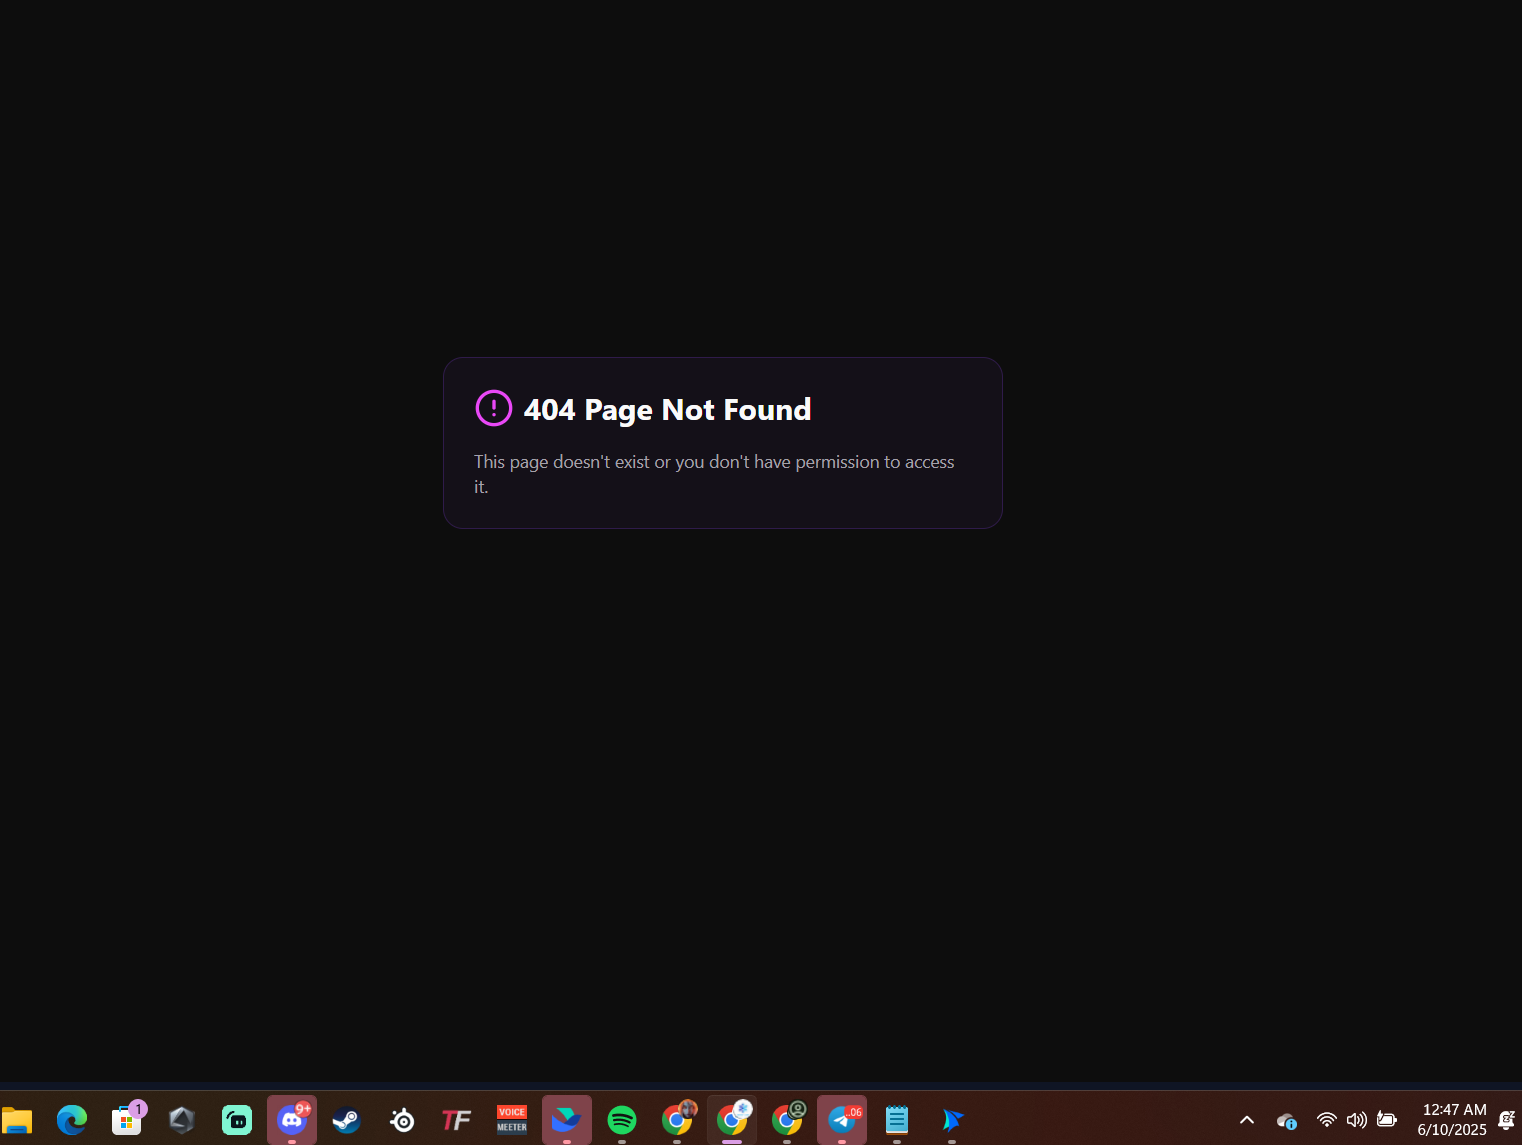 404 Page Not Found
This page doesn't exist or you don't have permission to access
it.
1
9+
TF
VOICE
MEETER
..06
12:47 AM
6/10/2025